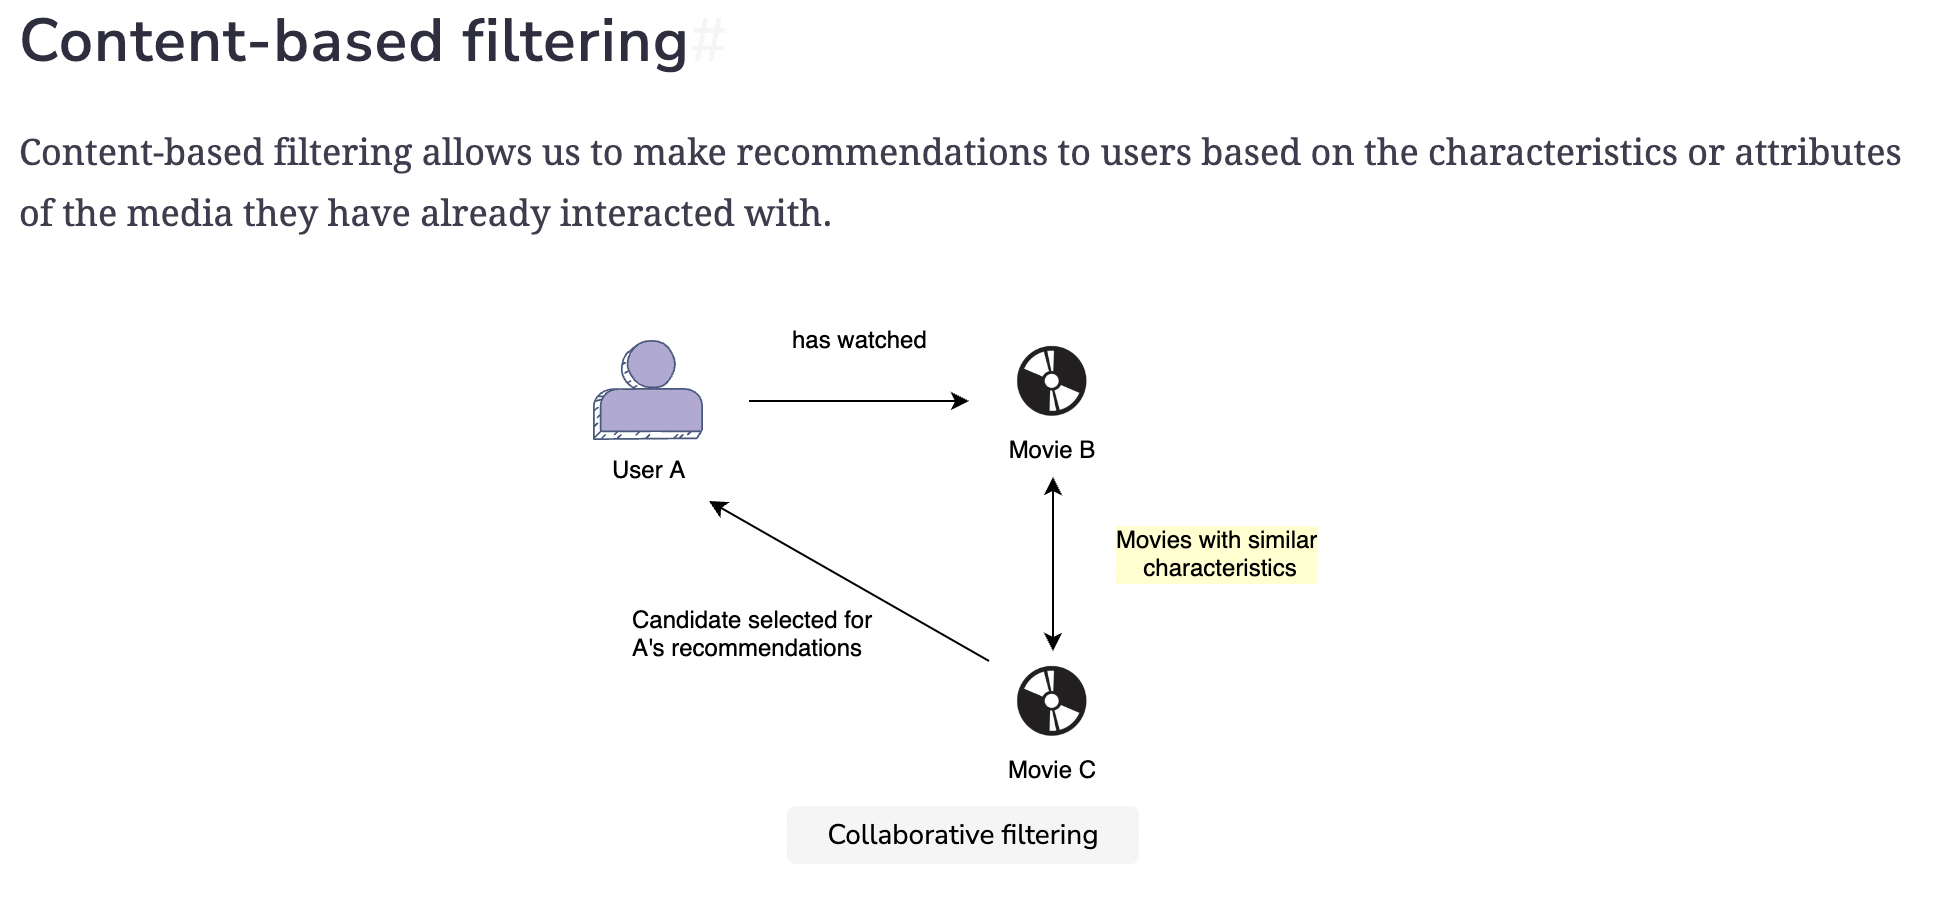 Content-based filtering#
Content-based filtering allows us to make recommendations to users based on the characteristics or attributes
of the media they have already interacted with.
has watched
User A
Movie B
Movies with similar
characteristics
Candidate selected for
A's recommendations
Movie C
Collaborative filtering